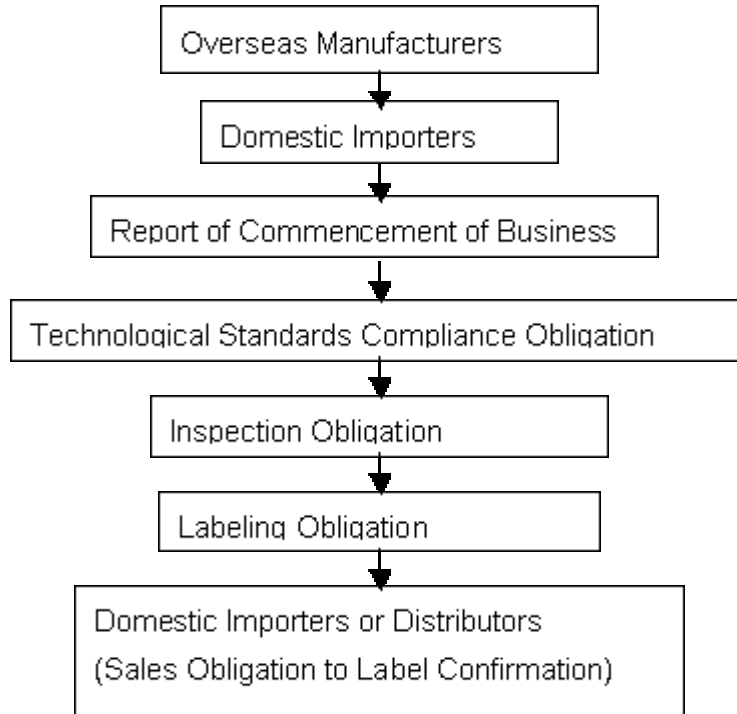 Overseas Manufacturers
Domestic Importers
Report of Commencement of Business
Technological Standards Compliance Obligation
Inspection Obligation
Labeling Obligation
Domestic Importers or Distributors
(Sales Obligation to Label Confirmation)